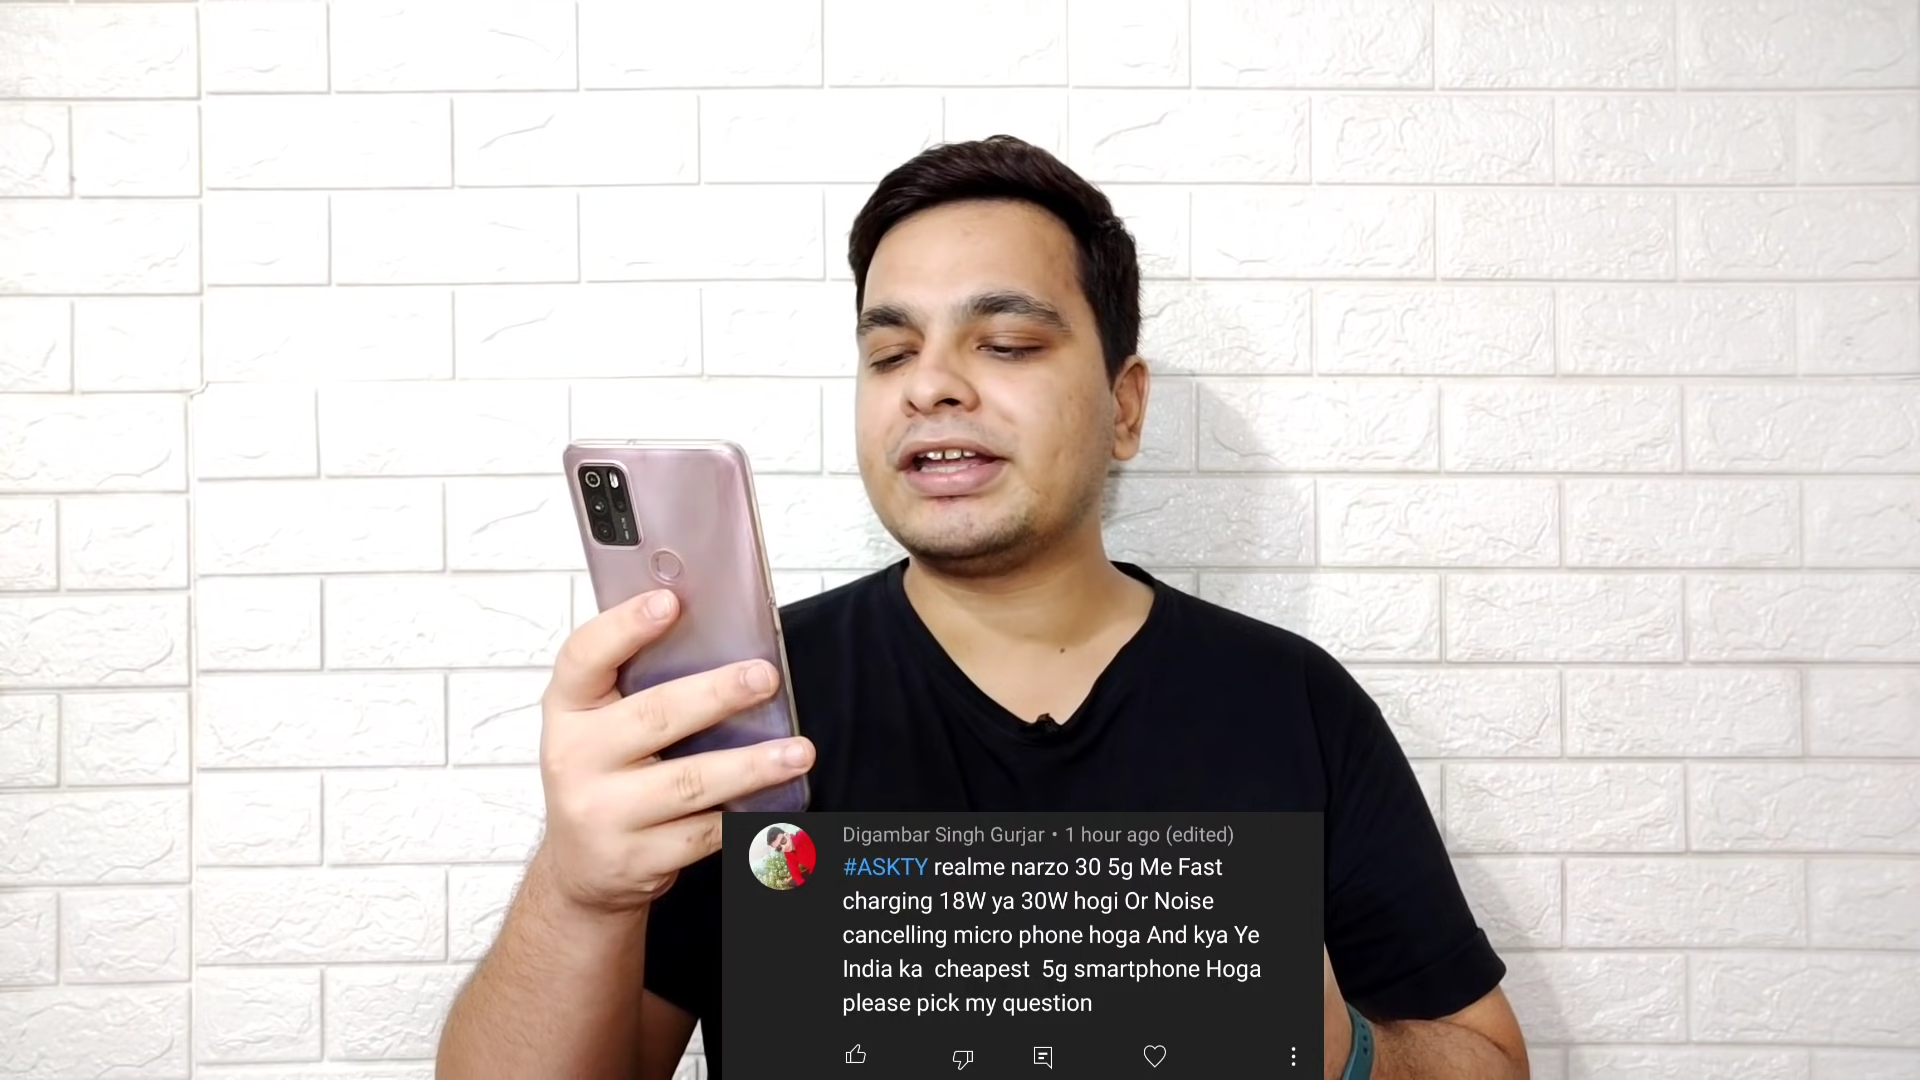 Digambar Singh Gurjar • 1 hour ago (edited)
#ASKTY realme narzo 30 5g Me Fast
charging 18W ya 30W hogi Or Noise
cancelling micro phone hoga And kya Ye
India ka  cheapest  5g smartphone Hoga
please pick my question